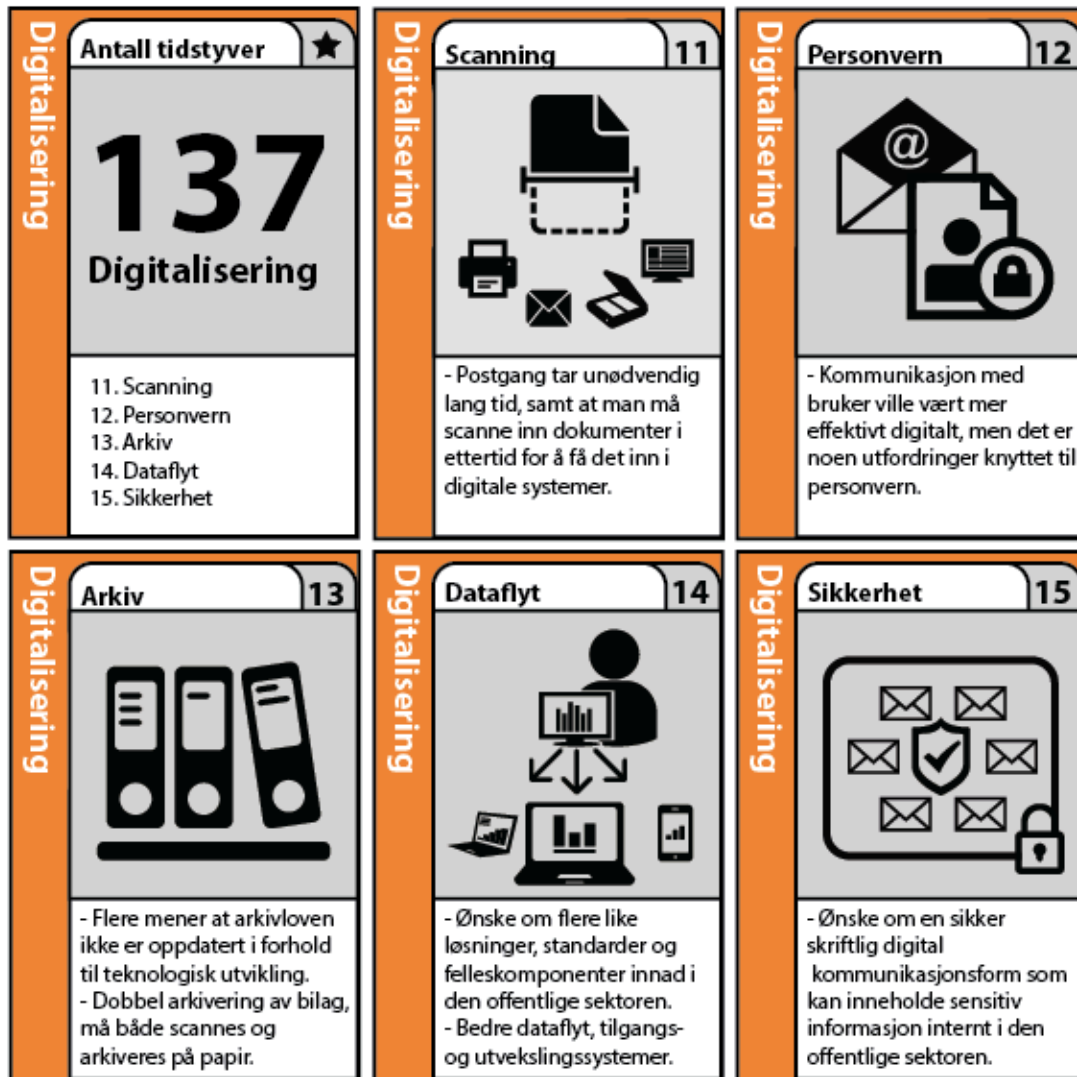 Digitalisering
Antall tidstyver
137
Digitalisering
11. Scanning
12. Personvern
13. Arkiv
14. Dataflyt
15. Sikkerhet
Digitalisering
Scanning 11
- Postgang tar unødvendig
lang tid, samt at man må
scanne inn dokumenter i
ettertid for å få det inn i
digitale systemer.
Digitalisering
Personvern 12
@
- Kommunikasjon med
bruker ville vært mer
effektivt digitalt, men det er
noen utfordringer knyttet til
personvern.
Digitalisering
Arkiv 13
- Flere mener at arkivloven
ikke er oppdatert i forhold
til teknologisk utvikling.
- Dobbel arkivering av bilag,
må både scannes og
arkiveres på papir.
Digitalisering
Dataflyt 14
- Ønske om flere like
løsninger, standarder og
felleskomponenter innad i
den offentlige sektoren.
- Bedre dataflyt, tilgangs-
og utvekslingssystemer.
Digitalisering
Sikkerhet 15
- Ønske om en sikker
skriftlig digital
kommunikasjonsform som
kan inneholde sensitiv
informasjon internt i den
offentlige sektoren.